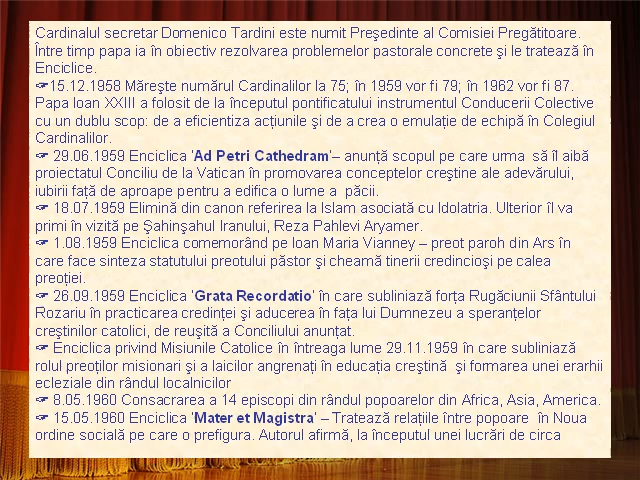 Cardinalul secretar Domenico Tardini este numit Preşedinte al Comisiei Pregătitoare.
Între timp papa ia în obiectiv rezolvarea problemelor pastorale concrete şi le tratează în
Enciclice.
☞15.12.1958 Măreşte numărul Cardinalilor la 75; în 1959 vor fi 79; în 1962 vor fi 87.
Papa Ioan XXIII a folosit de la începutul pontificatului instrumentul Conducerii Colective
cu un dublu scop: de a eficientiza acţiunile şi de a crea o emulaţie de echipă în Colegiul
Cardinalilor.
☞ 29.06.1959 Enciclica 'Ad Petri Cathedram'– anunţă scopul pe care urma  să îl aibă
proiectatul Conciliu de la Vatican în promovarea conceptelor creştine ale adevărului,
iubirii faţă de aproape pentru a edifica o lume a  păcii.
☞ 18.07.1959 Elimină din canon referirea la Islam asociată cu Idolatria. Ulterior îl va
primi în vizită pe Şahinşahul Iranului, Reza Pahlevi Aryamer.
☞ 1.08.1959 Enciclica comemorând pe Ioan Maria Vianney – preot paroh din Ars în
care face sinteza statutului preotului păstor şi cheamă tinerii credincioşi pe calea
preoţiei.
☞ 26.09.1959 Enciclica 'Grata Recordatio' în care subliniază forţa Rugăciunii Sfântului
Rozariu în practicarea credinţei şi aducerea în faţa lui Dumnezeu a speranţelor
creştinilor catolici, de reuşită a Conciliului anunţat.
☞ Enciclica privind Misiunile Catolice în întreaga lume 29.11.1959 în care subliniază
rolul preoţilor misionari şi a laicilor angrenaţi în educaţia creştină  şi formarea unei erarhii
ecleziale din rândul localnicilor
☞ 8.05.1960 Consacrarea a 14 episcopi din rândul popoarelor din Africa, Asia, America.
☞ 15.05.1960 Enciclica 'Mater et Magistra' – Tratează relaţiile între popoare  în Noua
ordine socială pe care o prefigura. Autorul afirmă, la începutul unei lucrări de circa